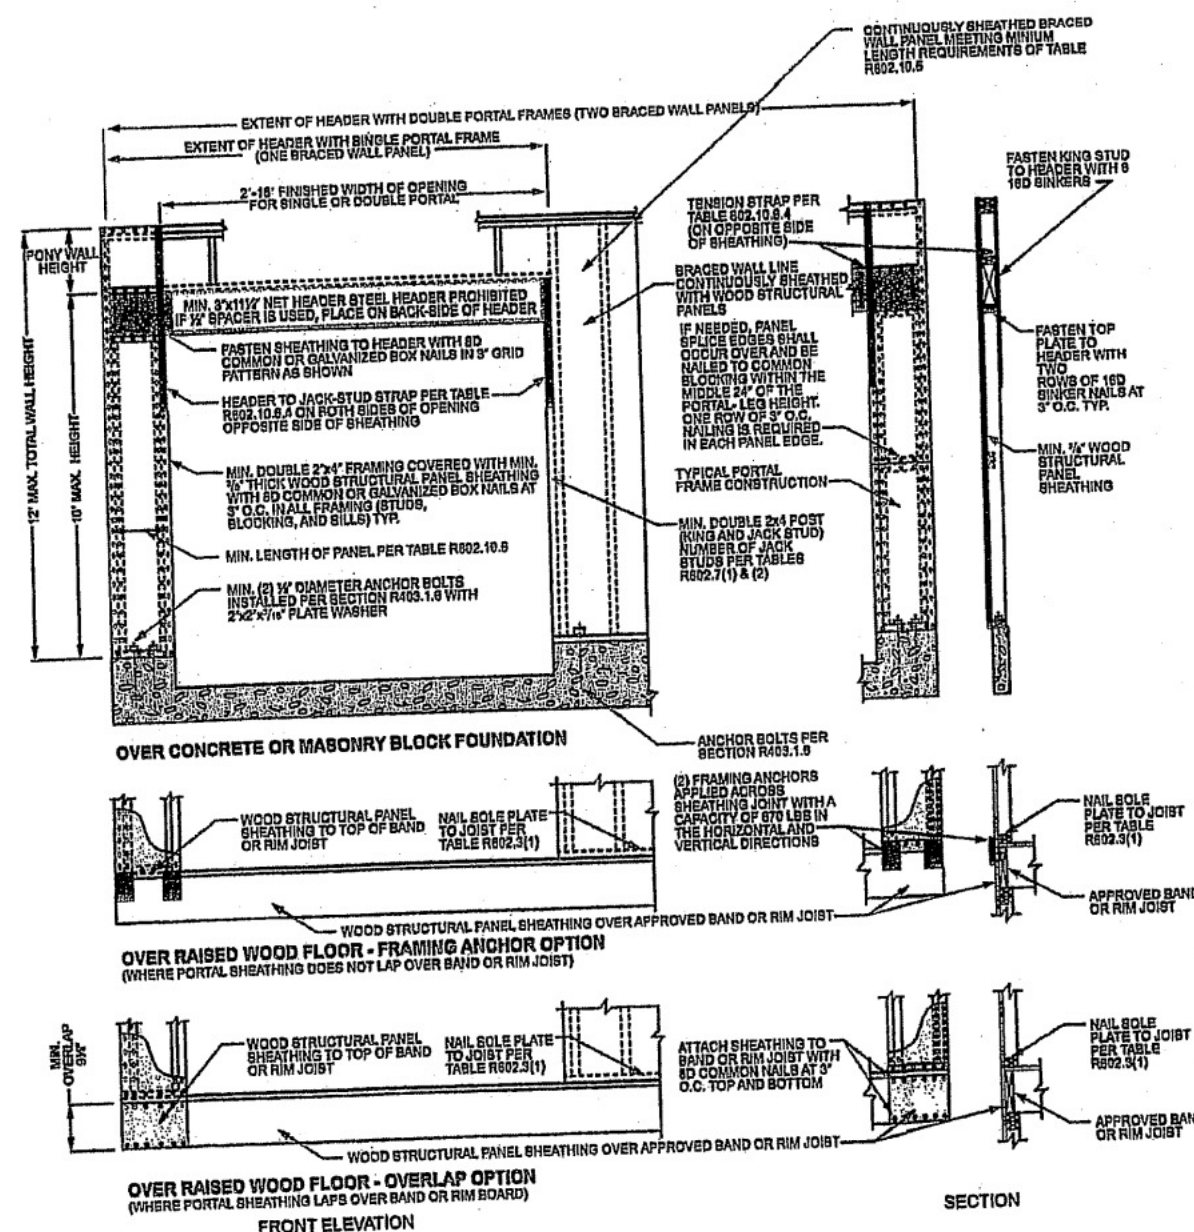 CONTINUOUSLY SHEATHED BRACED
WALL PANEL MEETING MINIUM
LENGTH REQUIREMENTS OF TABLE
R602.10.5
EXTENT OF HEADER WITH DOUBLE PORTAL FRAMES (TWO BRACED WALL PANELS)
EXTENT OF HEADER WITH SINGLE PORTAL FRAME
(ONE BRACED WALL PANEL)
2'-18' FINISHED WIDTH OF OPENING
FOR SINGLE OR DOUBLE PORTAL
FASTEN KING STUD
TO HEADER WITH 6
16D SINKERS
TENSION STRAP PER
TABLE 602.10.6.4
(ON OPPOSITE SIDE
OF SHEATHING)
PONY WALL
HEIGHT
12' MAX. TOTAL WALL HEIGHT
10' MAX. HEIGHT
MIN. 3"x11¼" NET HEADER STEEL HEADER PROHIBITED
IF ½" SPACER IS USED, PLACE ON BACK-SIDE OF HEADER
BRACED WALL LINE
CONTINUOUSLY SHEATHED
WITH WOOD STRUCTURAL
PANELS
FASTEN SHEATHING TO HEADER WITH 8D
COMMON OR GALVANIZED BOX NAILS IN 3" GRID
PATTERN AS SHOWN
HEADER TO JACK-STUD STRAP PER TABLE
R602.10.6.4 ON BOTH SIDES OF OPENING
OPPOSITE SIDE OF SHEATHING
IF NEEDED, PANEL
SPLICE EDGES SHALL
OCCUR OVER AND BE
NAILED TO COMMON
BLOCKING WITHIN THE
MIDDLE 24" OF THE
PORTAL- LEG HEIGHT.
ONE ROW OF 3" O.C.
NAILING IS REQUIRED
IN EACH PANEL EDGE.
FASTEN TOP
PLATE TO
HEADER WITH
TWO
ROWS OF 16D
SINKER NAILS AT
3" O.C. TYP.
MIN. DOUBLE 2"x4" FRAMING COVERED WITH MIN.
⅜" THICK WOOD STRUCTURAL PANEL SHEATHING
WITH 8D COMMON OR GALVANIZED BOX NAILS AT
3" O.C. IN ALL FRAMING (STUDS,
BLOCKING, AND SILLS) TYP.
MIN. ⅜" WOOD
STRUCTURAL
PANEL
SHEATHING
TYPICAL PORTAL
FRAME CONSTRUCTION
MIN. LENGTH OF PANEL PER TABLE R602.10.5
MIN. DOUBLE 2x4 POST
(KING AND JACK STUD)
NUMBER OF JACK
STUDS PER TABLES
R602.7(1) & (2)
MIN. (2) ½" DIAMETER ANCHOR BOLTS
INSTALLED PER SECTION R403.1.6 WITH
2"x2"x³⁄₁₆" PLATE WASHER
OVER CONCRETE OR MASONRY BLOCK FOUNDATION
ANCHOR BOLTS PER
SECTION R403.1.6
WOOD STRUCTURAL PANEL
SHEATHING TO TOP OF BAND
OR RIM JOIST
NAIL SOLE PLATE
TO JOIST PER
TABLE R602.3(1)
(2) FRAMING ANCHORS
APPLIED ACROSS
SHEATHING JOINT WITH A
CAPACITY OF 670 LBS IN
THE HORIZONTAL AND
VERTICAL DIRECTIONS
NAIL SOLE
PLATE TO JOIST
PER TABLE
R602.3(1)
WOOD STRUCTURAL PANEL SHEATHING OVER APPROVED BAND OR RIM JOIST
APPROVED BAND
OR RIM JOIST
OVER RAISED WOOD FLOOR - FRAMING ANCHOR OPTION
(WHERE PORTAL SHEATHING DOES NOT LAP OVER BAND OR RIM JOIST)
MIN.
OVERLAP
9¼"
WOOD STRUCTURAL PANEL
SHEATHING TO TOP OF BAND
OR RIM JOIST
NAIL SOLE PLATE
TO JOIST PER
TABLE R602.3(1)
ATTACH SHEATHING TO
BAND OR RIM JOIST WITH
8D COMMON NAILS AT 3"
O.C. TOP AND BOTTOM
NAIL SOLE
PLATE TO JOIST
PER TABLE
R602.3(1)
WOOD STRUCTURAL PANEL SHEATHING OVER APPROVED BAND OR RIM JOIST
APPROVED BAND
OR RIM JOIST
OVER RAISED WOOD FLOOR - OVERLAP OPTION
(WHERE PORTAL SHEATHING LAPS OVER BAND OR RIM BOARD)
FRONT ELEVATION
SECTION